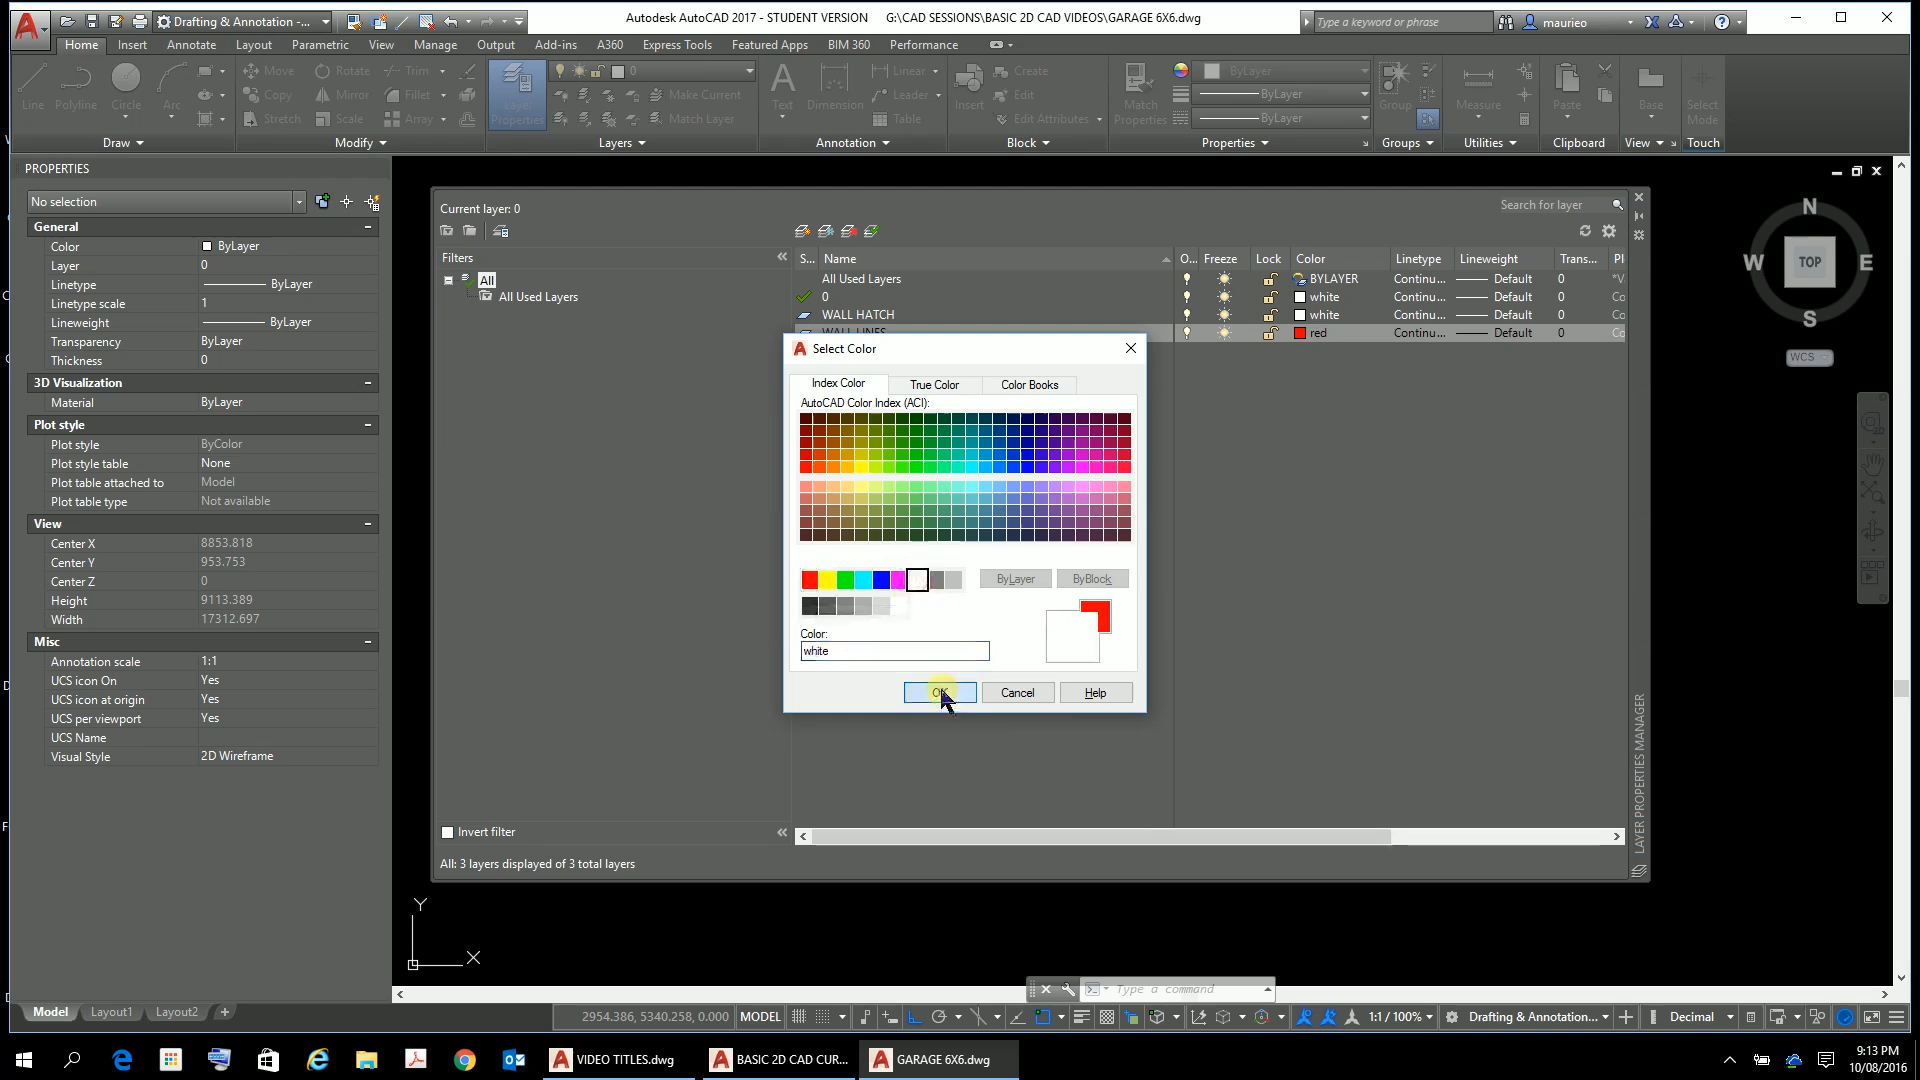 Drafting & Annotation - ...
Autodesk AutoCAD 2017 - STUDENT VERSION G:\CAD SESSIONS\BASIC 2D CAD VIDEOS\GARAGE 6X6.dwg
Type a keyword or phrase
maurieo
Home Insert Annotate Layout Parametric View Manage Output Add-ins A360 Express Tools Featured Apps BIM 360 Performance
Line Polyline Circle Arc
Move Rotate Trim
Copy Mirror Fillet
Stretch Scale Array
Layer Properties
0
Make Current
Match Layer
Text Dimension
Linear
Leader
Table
Insert
Create
Edit
Edit Attributes
Match Properties
ByLayer
ByLayer
ByLayer
Group
Measure
Paste
Base
Select Mode
Draw Modify Layers Annotation Block Properties Groups Utilities Clipboard View Touch
PROPERTIES
No selection
General
Color ByLayer
Layer 0
Linetype ByLayer
Linetype scale 1
Lineweight ByLayer
Transparency ByLayer
Thickness 0
3D Visualization
Material ByLayer
Plot style
Plot style ByColor
Plot style table None
Plot table attached to Model
Plot table type Not available
View
Center X 8853.818
Center Y 953.753
Center Z 0
Height 9113.389
Width 17312.697
Misc
Annotation scale 1:1
UCS icon On Yes
UCS icon at origin Yes
UCS per viewport Yes
UCS Name
Visual Style 2D Wireframe
Current layer: 0
Search for layer
Filters
All
All Used Layers
S... Name O... Freeze Lock Color Linetype Lineweight Trans... Pl
All Used Layers BYLAYER Continu... Default 0 *V
0 white Continu... Default 0 Co
WALL HATCH white Continu... Default 0 Co
WALL LINES red Continu... Default 0 Co
Select Color
Index Color True Color Color Books
AutoCAD Color Index (ACI):
ByLayer ByBlock
Color:
white
OK Cancel Help
Invert filter
All: 3 layers displayed of 3 total layers
LAYER PROPERTIES MANAGER
N
W TOP E
S
WCS
Y
X
Type a command
Model Layout1 Layout2 +
2954.386, 5340.258, 0.000 MODEL 1:1 / 100% Drafting & Annotation... Decimal
VIDEO TITLES.dwg
BASIC 2D CAD CUR...
GARAGE 6X6.dwg
9:13 PM
10/08/2016